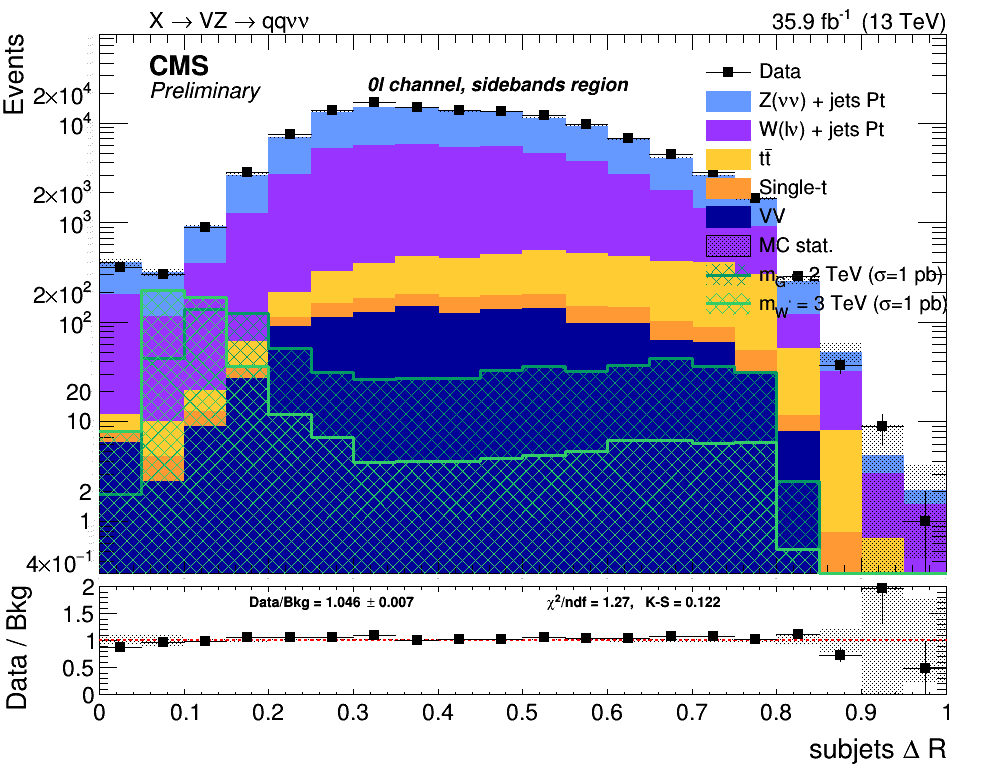 X → VZ → qqνν
35.9 fb⁻¹ (13 TeV)
Events
CMS
Preliminary
0l channel, sidebands region
Data
Z(νν) + jets Pt
W(lν) + jets Pt
tt̄
Single-t
VV
MC stat.
m_G = 2 TeV (σ=1 pb)
m_W' = 3 TeV (σ=1 pb)
2×10⁴
10⁴
2×10³
10³
2×10²
10²
20
10
2
1
4×10⁻¹
Data / Bkg
Data/Bkg = 1.046 ± 0.007
χ²/ndf = 1.27, K-S = 0.122
2
1.5
1
0.5
0
0 0.1 0.2 0.3 0.4 0.5 0.6 0.7 0.8 0.9 1
subjets Δ R